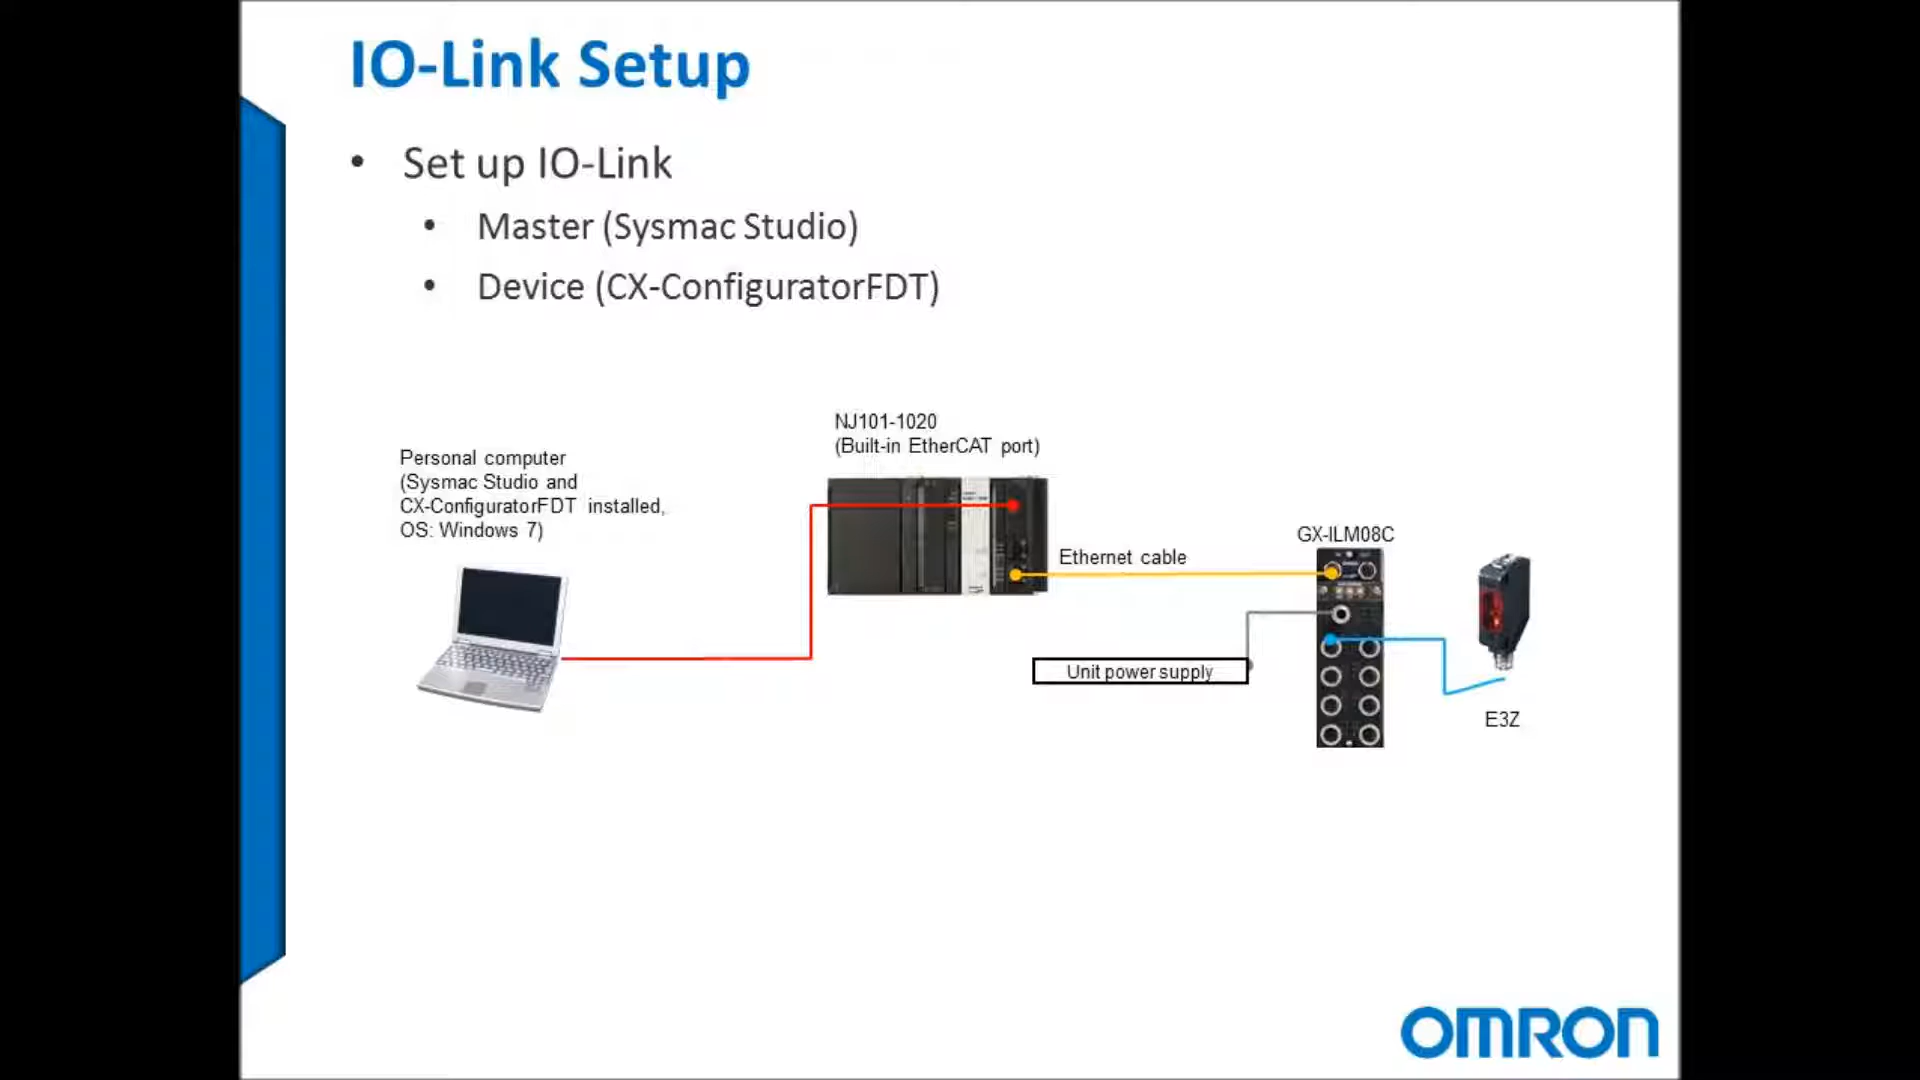 IO-Link Setup
• Set up IO-Link
• Master (Sysmac Studio)
• Device (CX-ConfiguratorFDT)
NJ101-1020
(Built-in EtherCAT port)
Personal computer
(Sysmac Studio and
CX-ConfiguratorFDT installed,
OS: Windows 7)
GX-ILM08C
Ethernet cable
Unit power supply
E3Z
OMRON